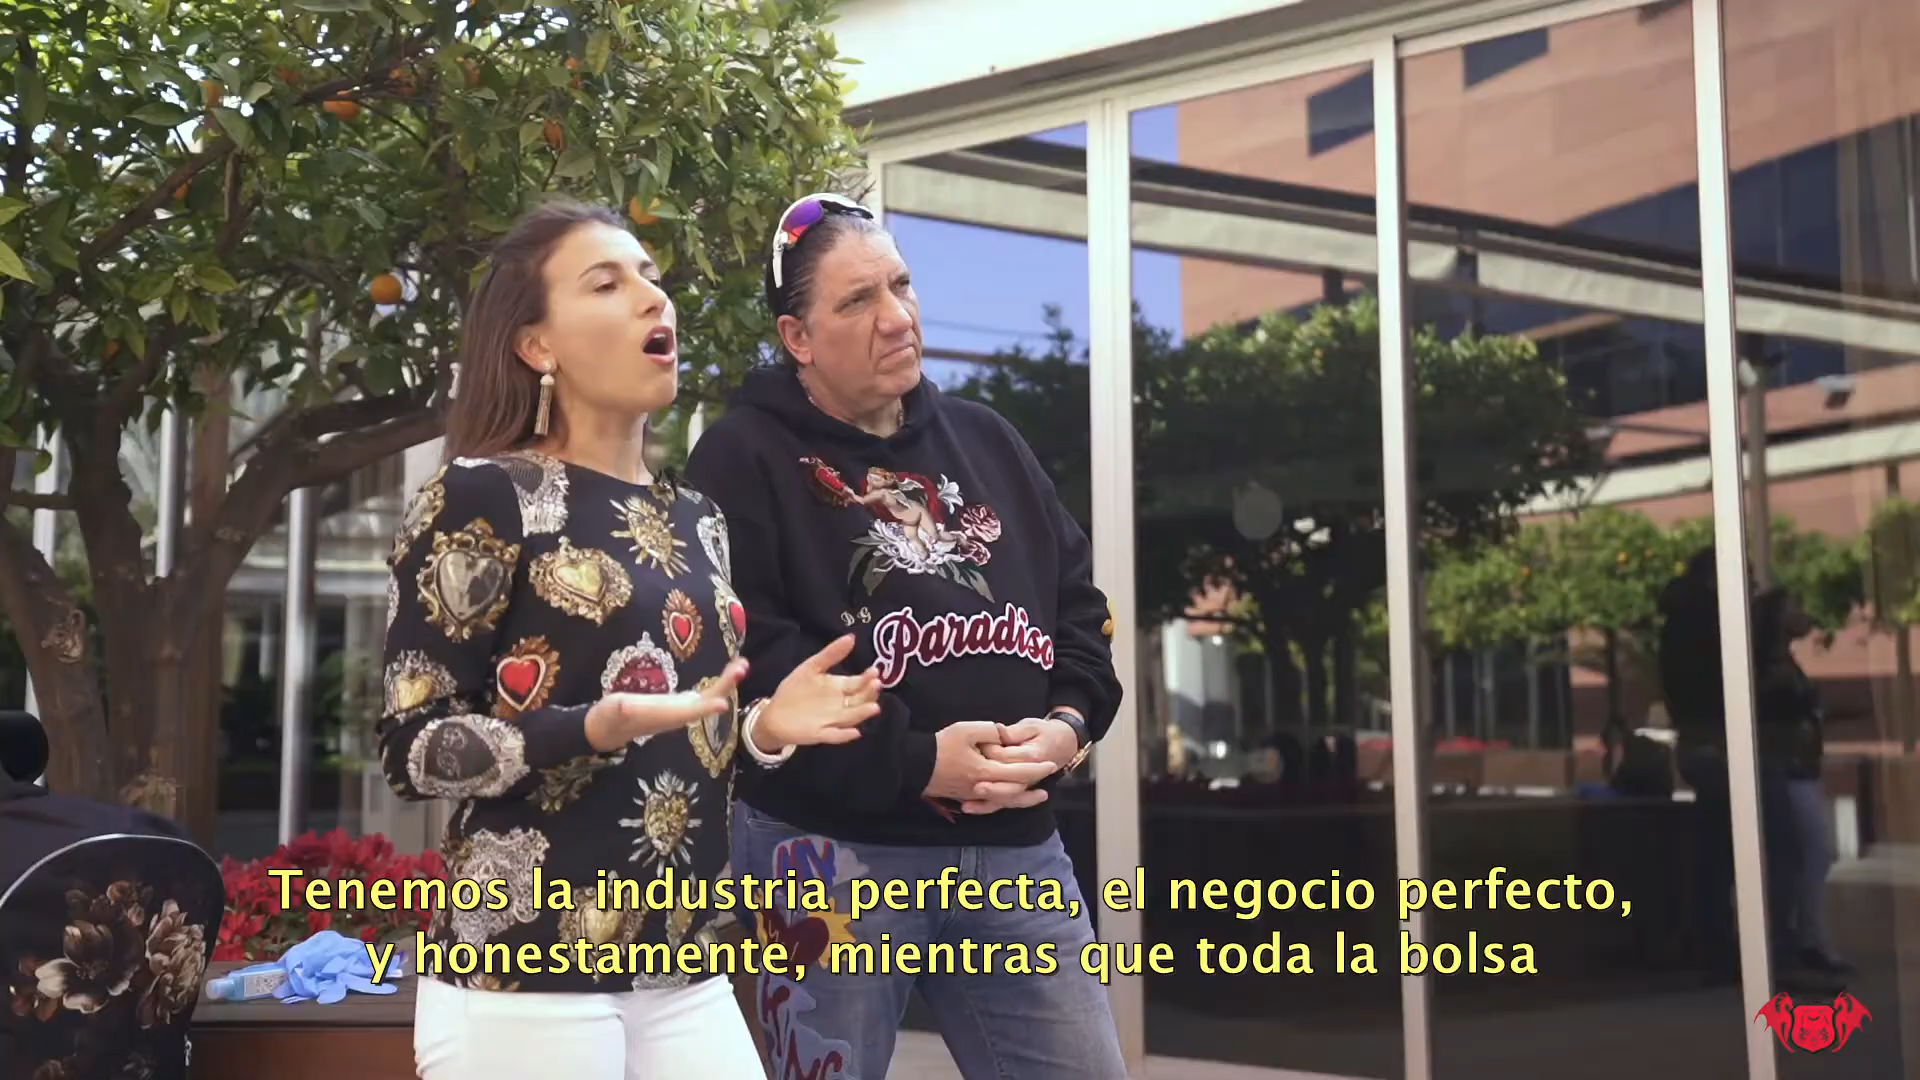 D G
Paradiso
Tenemos la industria perfecta, el negocio perfecto,
y honestamente, mientras que toda la bolsa